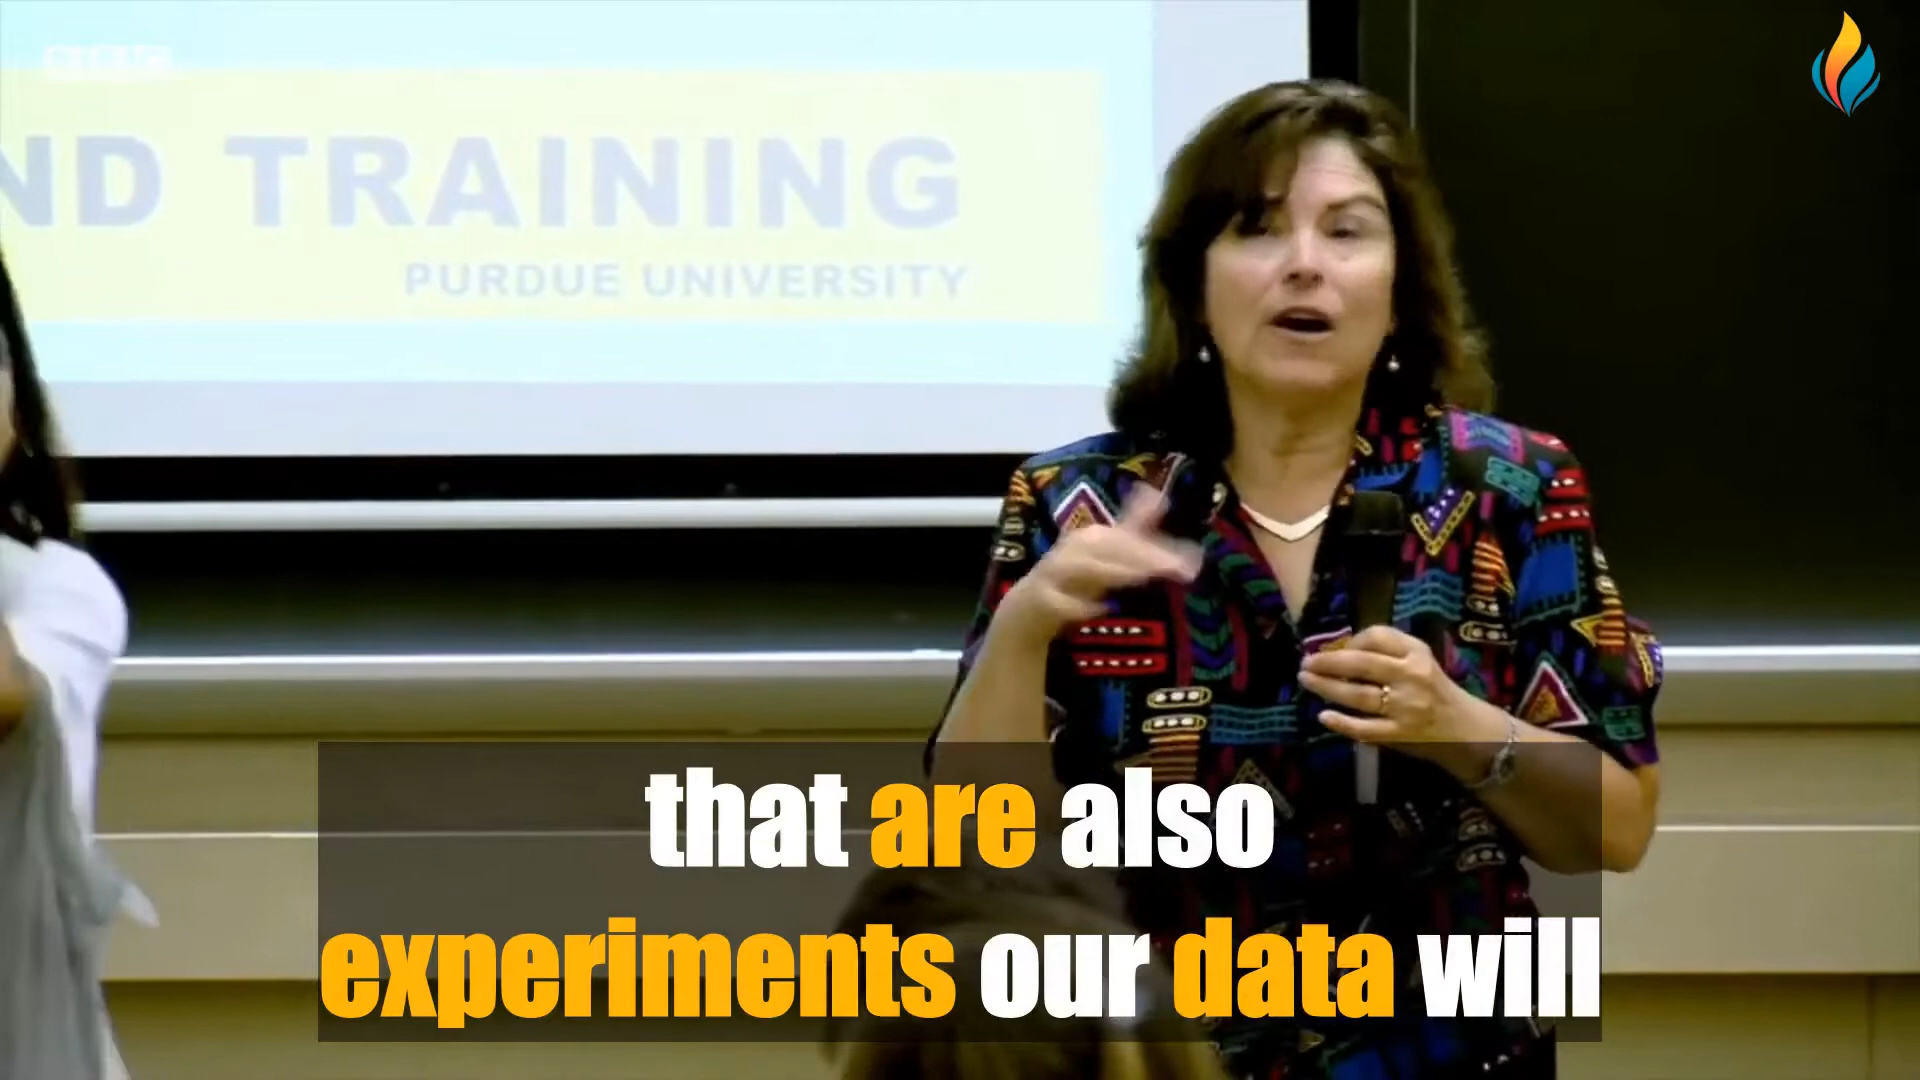 ND TRAINING
PURDUE UNIVERSITY
that are also
experiments our data will